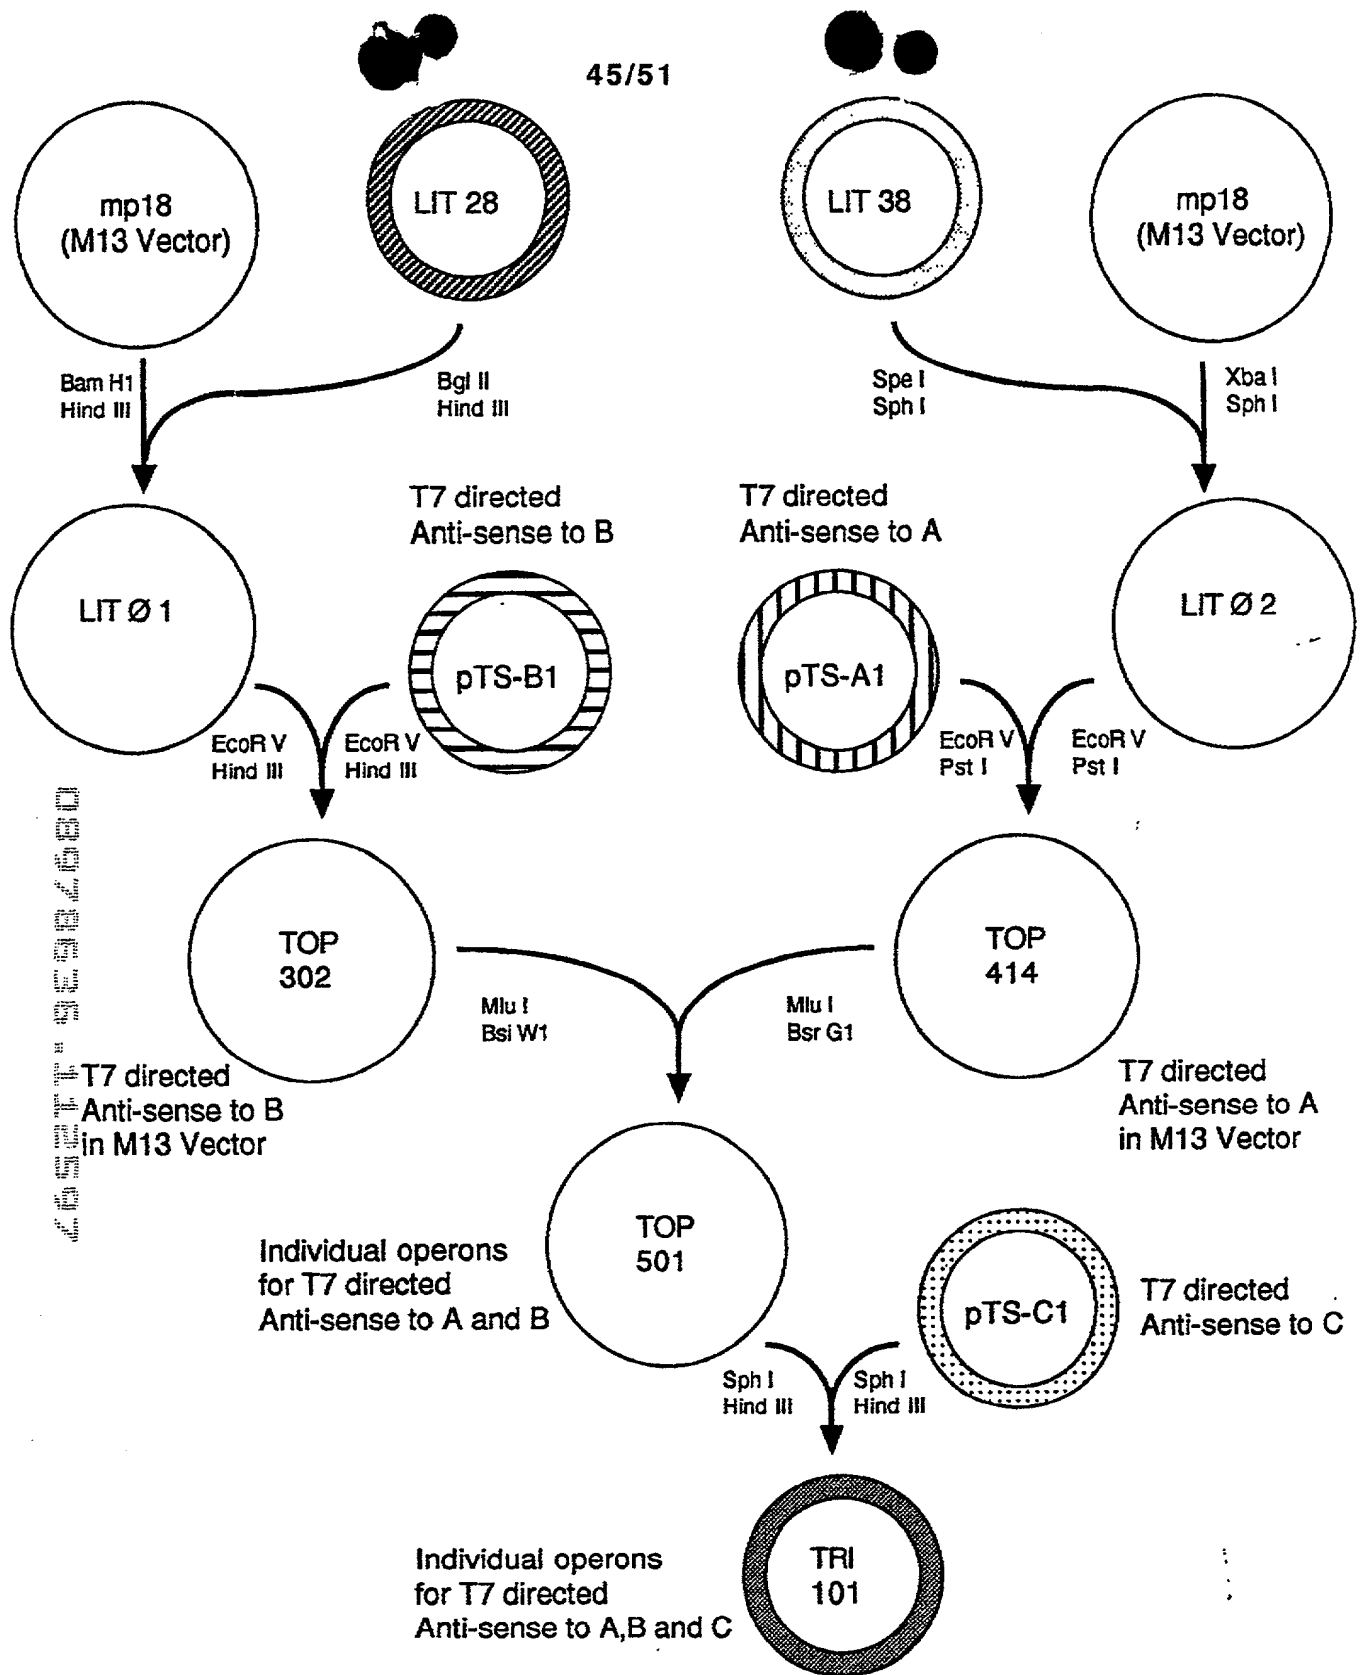 45/51
mp18
(M13 Vector)
LIT 28
LIT 38
mp18
(M13 Vector)
Bam H1
Hind III
Bgl II
Hind III
Spe I
Sph I
Xba I
Sph I
T7 directed
Anti-sense to B
T7 directed
Anti-sense to A
LIT Ø 1
pTS-B1
pTS-A1
LIT Ø 2
EcoR V
Hind III
EcoR V
Hind III
EcoR V
Pst I
EcoR V
Pst I
TOP
302
TOP
414
Mlu I
Bsi W1
Mlu I
Bsr G1
T7 directed
Anti-sense to B
in M13 Vector
T7 directed
Anti-sense to A
in M13 Vector
TOP
501
Individual operons
for T7 directed
Anti-sense to A and B
pTS-C1
T7 directed
Anti-sense to C
Sph I
Hind III
Sph I
Hind III
TRI
101
Individual operons
for T7 directed
Anti-sense to A,B and C
08978636.112597